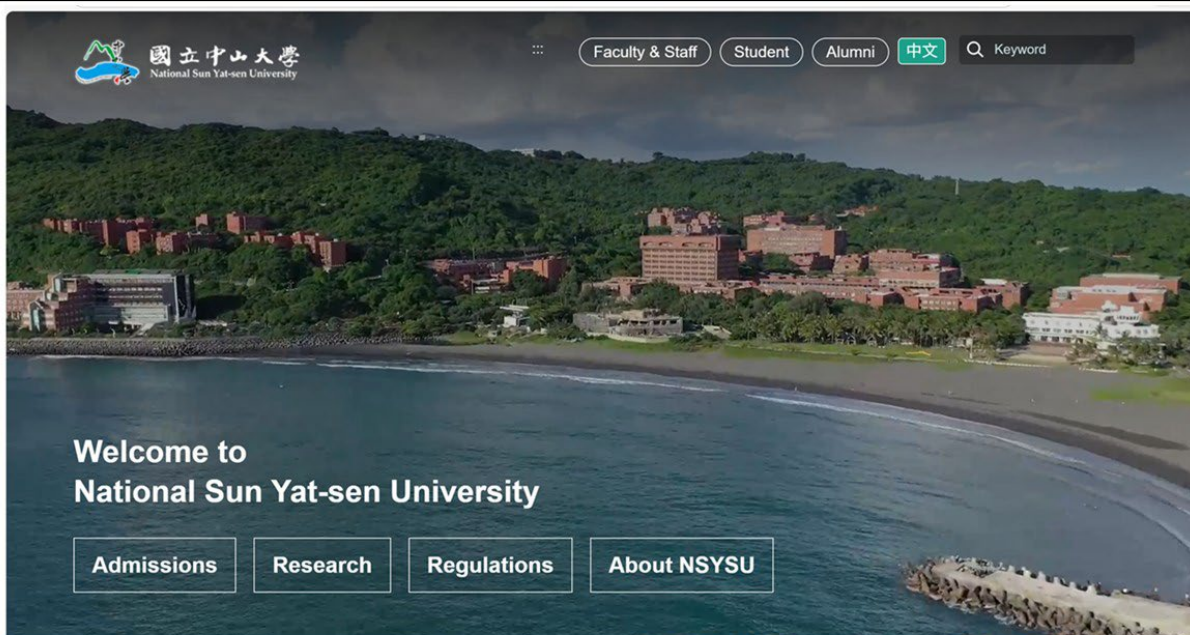 國立中山大學
National Sun Yat-sen University
:::
Faculty & Staff
Student
Alumni
中文
Keyword
Welcome to
National Sun Yat-sen University
Admissions
Research
Regulations
About NSYSU